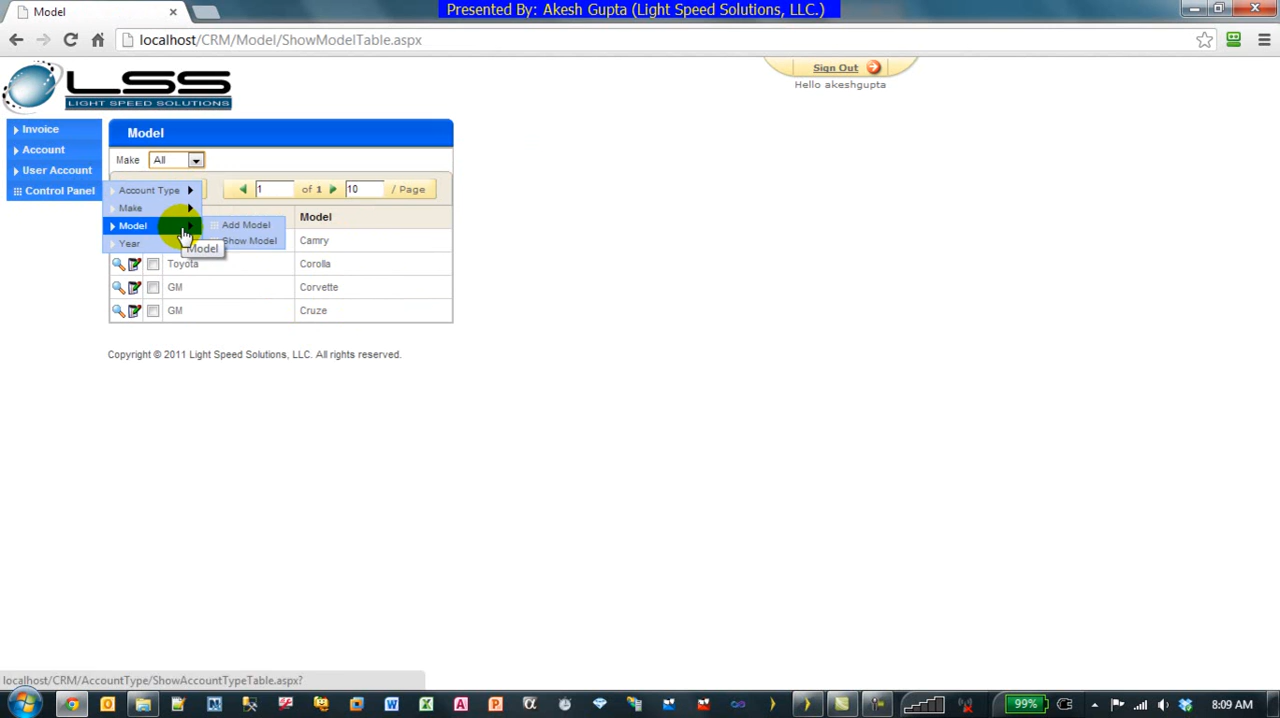 Model
Presented By: Akesh Gupta (Light Speed Solutions, LLC.)
localhost/CRM/Model/ShowModelTable.aspx
LSS
LIGHT SPEED SOLUTIONS
Sign Out
Hello akeshgupta
Invoice
Account
User Account
Control Panel
Model
Make All
1 of 1 10 / Page
Account Type
Make
Model
Year
Add Model
Show Model
Model
Model
Camry
Toyota Corolla
GM Corvette
GM Cruze
Copyright © 2011 Light Speed Solutions, LLC. All rights reserved.
localhost/CRM/AccountType/ShowAccountTypeTable.aspx?
99%
8:09 AM